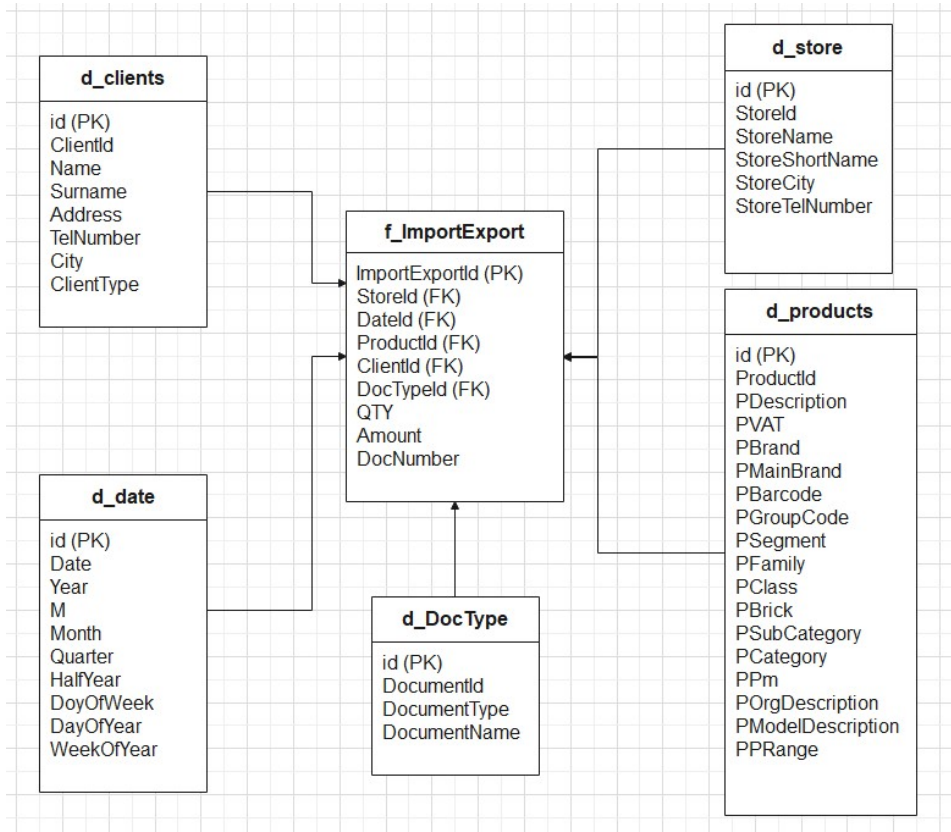 d_clients
id (PK)
ClientId
Name
Surname
Address
TelNumber
City
ClientType
d_store
id (PK)
StoreId
StoreName
StoreShortName
StoreCity
StoreTelNumber
f_ImportExport
ImportExportId (PK)
StoreId (FK)
DateId (FK)
ProductId (FK)
ClientId (FK)
DocTypeId (FK)
QTY
Amount
DocNumber
d_products
id (PK)
ProductId
PDescription
PVAT
PBrand
PMainBrand
PBarcode
PGroupCode
PSegment
PFamily
PClass
PBrick
PSubCategory
PCategory
PPm
POrgDescription
PModelDescription
PPRange
d_date
id (PK)
Date
Year
M
Month
Quarter
HalfYear
DoyOfWeek
DayOfYear
WeekOfYear
d_DocType
id (PK)
DocumentId
DocumentType
DocumentName